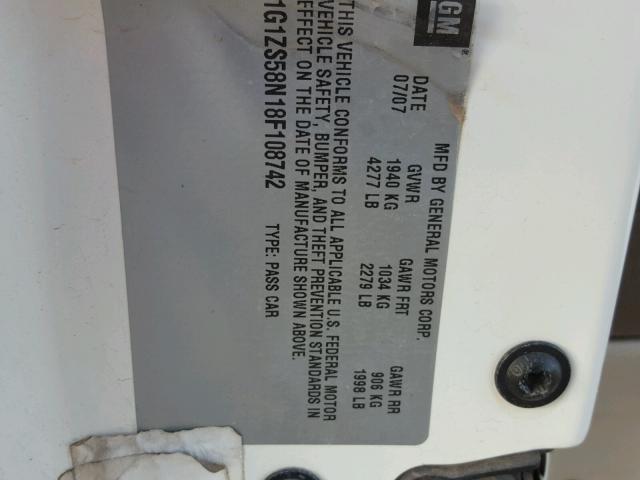 GM
MFD BY GENERAL MOTORS CORP.
DATE GVWR GAWR FRT GAWR RR
07/07 1940 KG 1034 KG 906 KG
4277 LB 2279 LB 1998 LB
THIS VEHICLE CONFORMS TO ALL APPLICABLE U.S. FEDERAL MOTOR
VEHICLE SAFETY, BUMPER, AND THEFT PREVENTION STANDARDS IN
EFFECT ON THE DATE OF MANUFACTURE SHOWN ABOVE.
1G1ZS58N18F108742 TYPE: PASS CAR